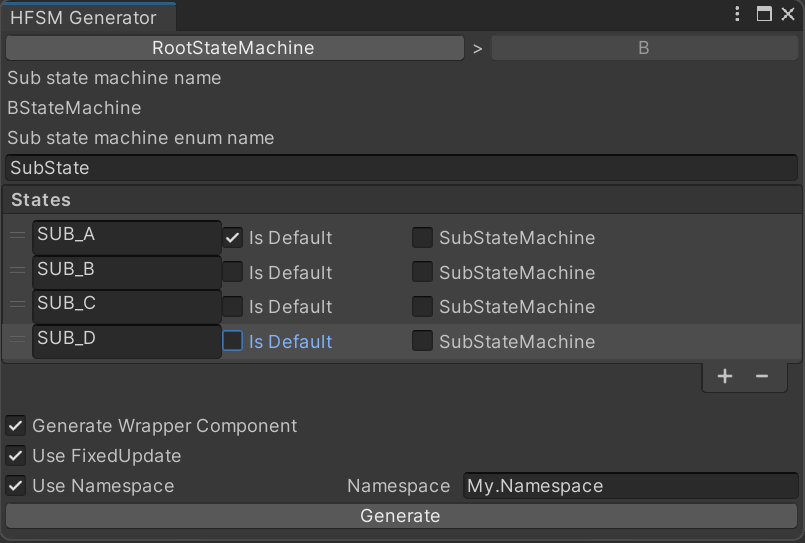 HFSM Generator
RootStateMachine > B
Sub state machine name
BStateMachine
Sub state machine enum name
SubState
States
SUB_A Is Default SubStateMachine
SUB_B Is Default SubStateMachine
SUB_C Is Default SubStateMachine
SUB_D Is Default SubStateMachine
+ −
Generate Wrapper Component
Use FixedUpdate
Use Namespace Namespace My.Namespace
Generate